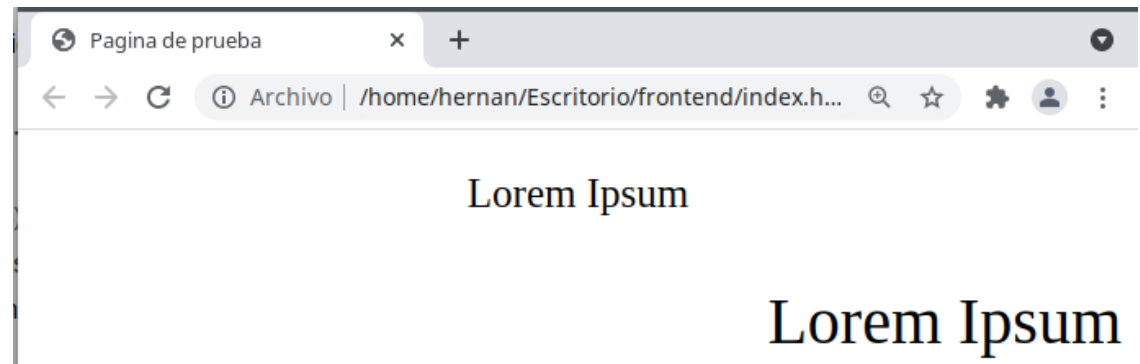 Pagina de prueba
Archivo | /home/hernan/Escritorio/frontend/index.h...
Lorem Ipsum
Lorem Ipsum